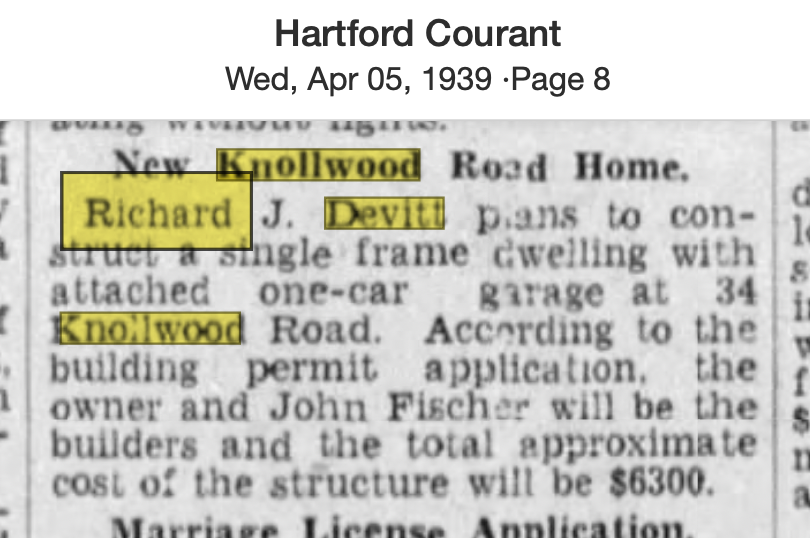 Hartford Courant
Wed, Apr 05, 1939 ·Page 8
New Knollwood Road Home.
Richard J. Devitt plans to con-
struct a single frame dwelling with
attached one-car garage at 34
Knollwood Road. According to the
building permit application, the
owner and John Fischer will be the
builders and the total approximate
cost of the structure will be $6300.
Marriage License Application.